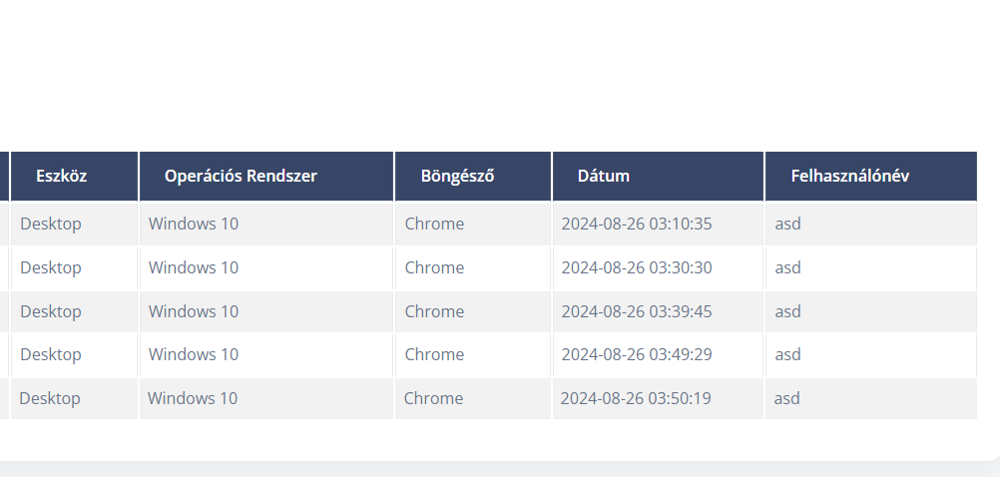 Eszköz Operációs Rendszer Böngésző Dátum Felhasználónév
Desktop Windows 10 Chrome 2024-08-26 03:10:35 asd
Desktop Windows 10 Chrome 2024-08-26 03:30:30 asd
Desktop Windows 10 Chrome 2024-08-26 03:39:45 asd
Desktop Windows 10 Chrome 2024-08-26 03:49:29 asd
Desktop Windows 10 Chrome 2024-08-26 03:50:19 asd